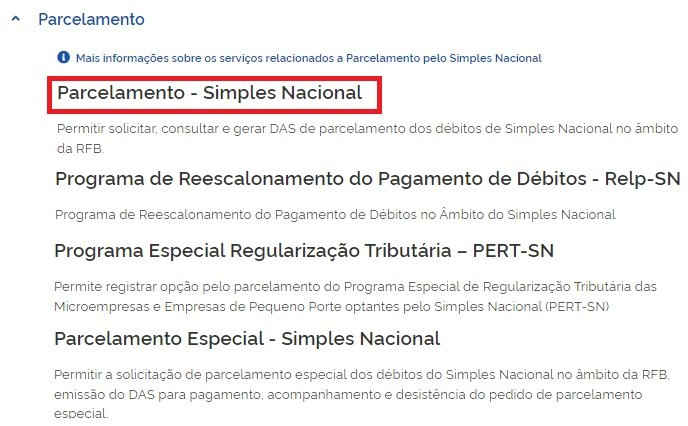 Parcelamento
Mais informações sobre os serviços relacionados a Parcelamento pelo Simples Nacional
Parcelamento - Simples Nacional
Permitir solicitar, consultar e gerar DAS de parcelamento dos débitos de Simples Nacional no âmbito
da RFB.
Programa de Reescalonamento do Pagamento de Débitos - Relp-SN
Programa de Reescalonamento do Pagamento de Débitos no Âmbito do Simples Nacional
Programa Especial Regularização Tributária – PERT-SN
Permite registrar opção pelo parcelamento do Programa Especial de Regularização Tributária das
Microempresas e Empresas de Pequeno Porte optantes pelo Simples Nacional (PERT-SN)
Parcelamento Especial - Simples Nacional
Permitir a solicitação de parcelamento especial dos débitos do Simples Nacional no âmbito da RFB,
emissão do DAS para pagamento, acompanhamento e desistência do pedido de parcelamento
especial.